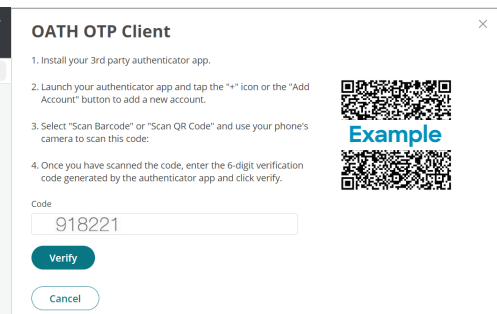 OATH OTP Client
1. Install your 3rd party authenticator app.
2. Launch your authenticator app and tap the "+" icon or the "Add
Account" button to add a new account.
3. Select "Scan Barcode" or "Scan QR Code" and use your phone's
camera to scan this code:
Example
4. Once you have scanned the code, enter the 6-digit verification
code generated by the authenticator app and click verify.
Code
918221
Verify
Cancel